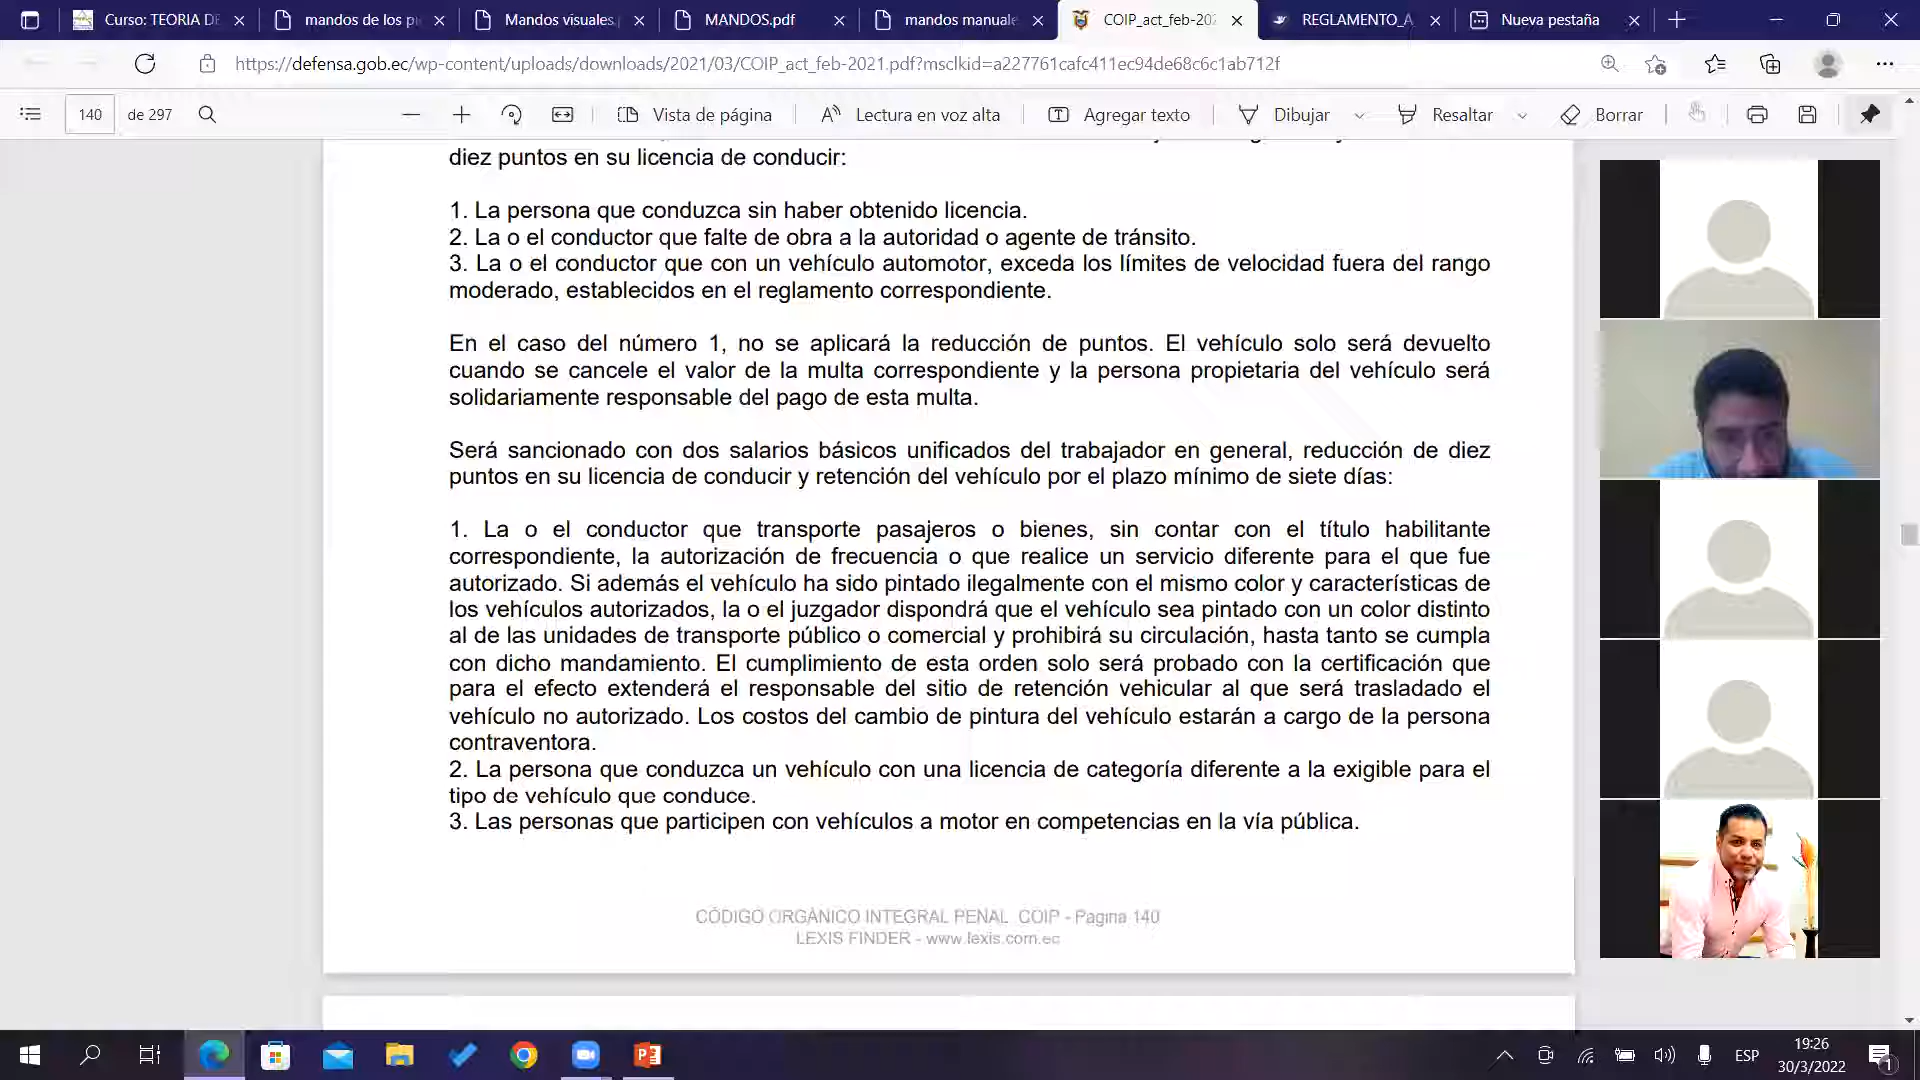 Curso: TEORIA DE
mandos de los p
Mandos visuales.
MANDOS.pdf
mandos manuale
COIP_act_feb-202
REGLAMENTO_A
Nueva pestaña
https://defensa.gob.ec/wp-content/uploads/downloads/2021/03/COIP_act_feb-2021.pdf?msclkid=a227761cafc411ec94de68c6c1ab712f
140 de 297
Vista de página
Lectura en voz alta
Agregar texto
Dibujar
Resaltar
Borrar
diez puntos en su licencia de conducir:
1. La persona que conduzca sin haber obtenido licencia.
2. La o el conductor que falte de obra a la autoridad o agente de tránsito.
3. La o el conductor que con un vehículo automotor, exceda los límites de velocidad fuera del rango
moderado, establecidos en el reglamento correspondiente.
En el caso del número 1, no se aplicará la reducción de puntos. El vehículo solo será devuelto
cuando se cancele el valor de la multa correspondiente y la persona propietaria del vehículo será
solidariamente responsable del pago de esta multa.
Será sancionado con dos salarios básicos unificados del trabajador en general, reducción de diez
puntos en su licencia de conducir y retención del vehículo por el plazo mínimo de siete días:
1. La o el conductor que transporte pasajeros o bienes, sin contar con el título habilitante
correspondiente, la autorización de frecuencia o que realice un servicio diferente para el que fue
autorizado. Si además el vehículo ha sido pintado ilegalmente con el mismo color y características de
los vehículos autorizados, la o el juzgador dispondrá que el vehículo sea pintado con un color distinto
al de las unidades de transporte público o comercial y prohibirá su circulación, hasta tanto se cumpla
con dicho mandamiento. El cumplimiento de esta orden solo será probado con la certificación que
para el efecto extenderá el responsable del sitio de retención vehicular al que será trasladado el
vehículo no autorizado. Los costos del cambio de pintura del vehículo estarán a cargo de la persona
contraventora.
2. La persona que conduzca un vehículo con una licencia de categoría diferente a la exigible para el
tipo de vehículo que conduce.
3. Las personas que participen con vehículos a motor en competencias en la vía pública.
CÓDIGO ORGÁNICO INTEGRAL PENAL COIP - Página 140
LEXIS FINDER - www.lexis.com.ec
ESP
19:26
30/3/2022
1